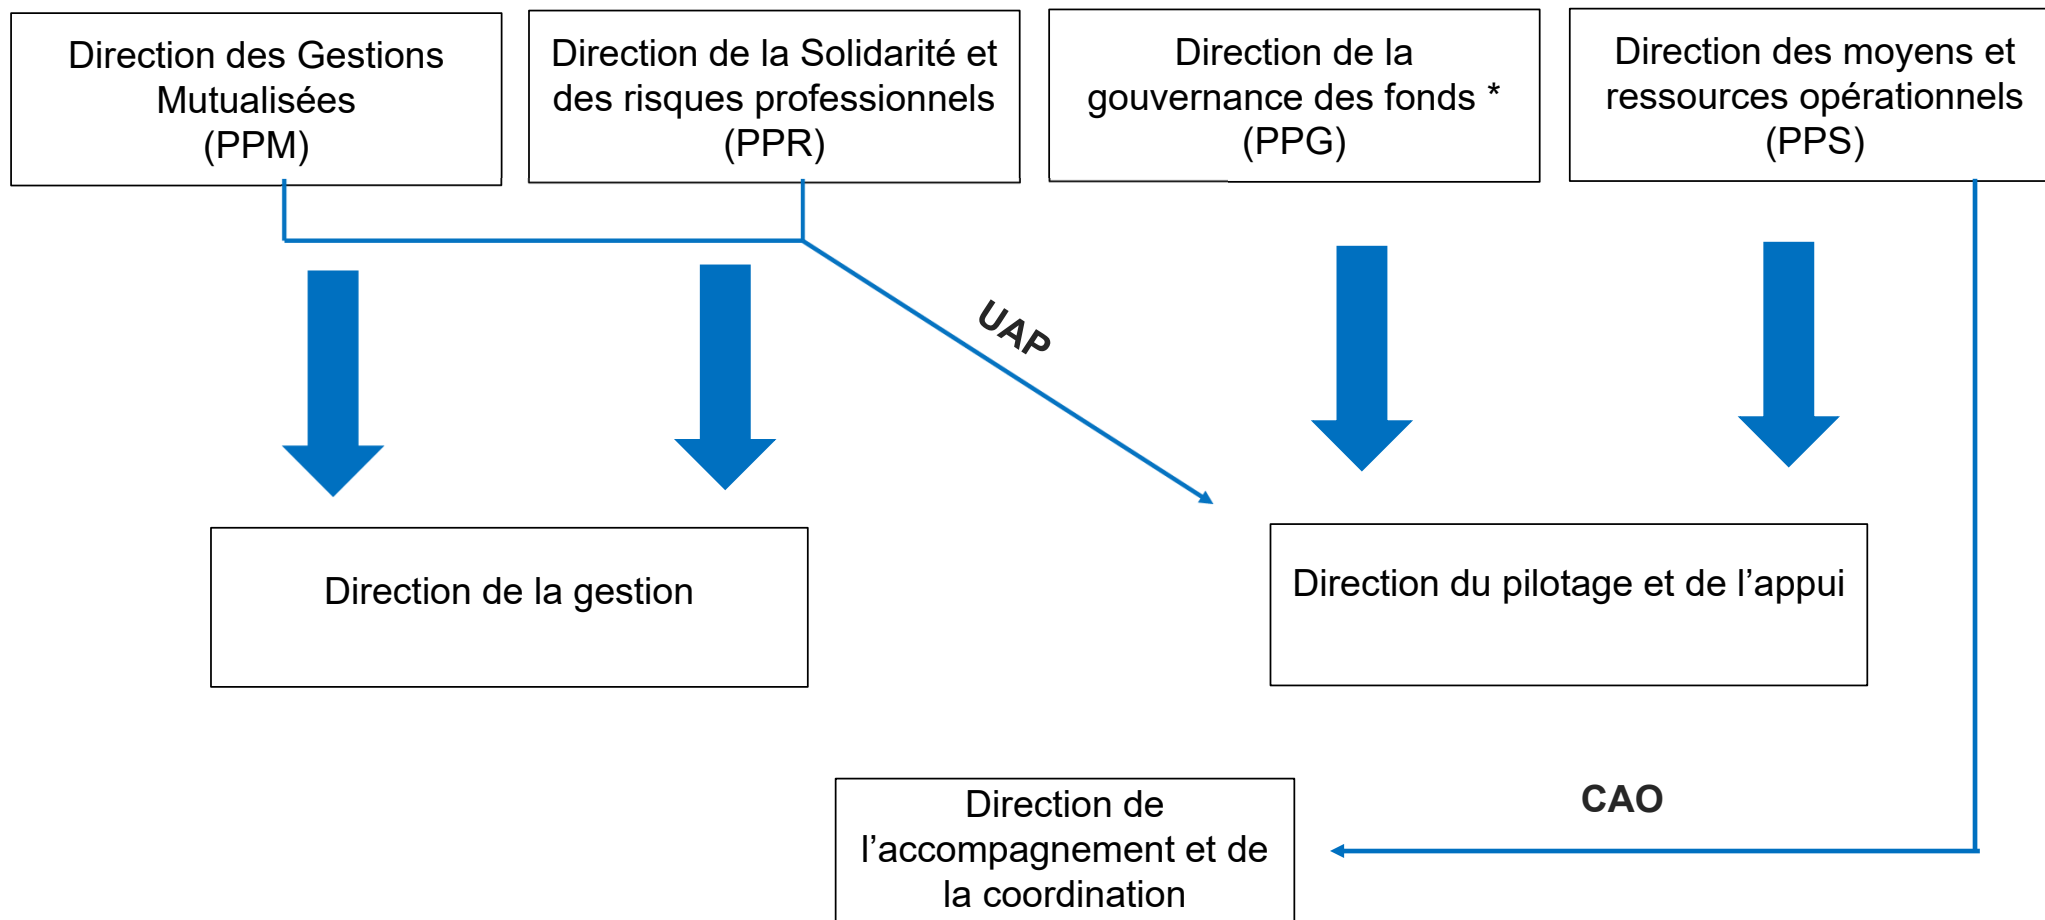 Direction des Gestions
Mutualisées
(PPM)
Direction de la Solidarité et
des risques professionnels
(PPR)
Direction de la
gouvernance des fonds *
(PPG)
Direction des moyens et
ressources opérationnels
(PPS)
UAP
Direction de la gestion
Direction du pilotage et de l’appui
Direction de
l’accompagnement et de
la coordination
CAO